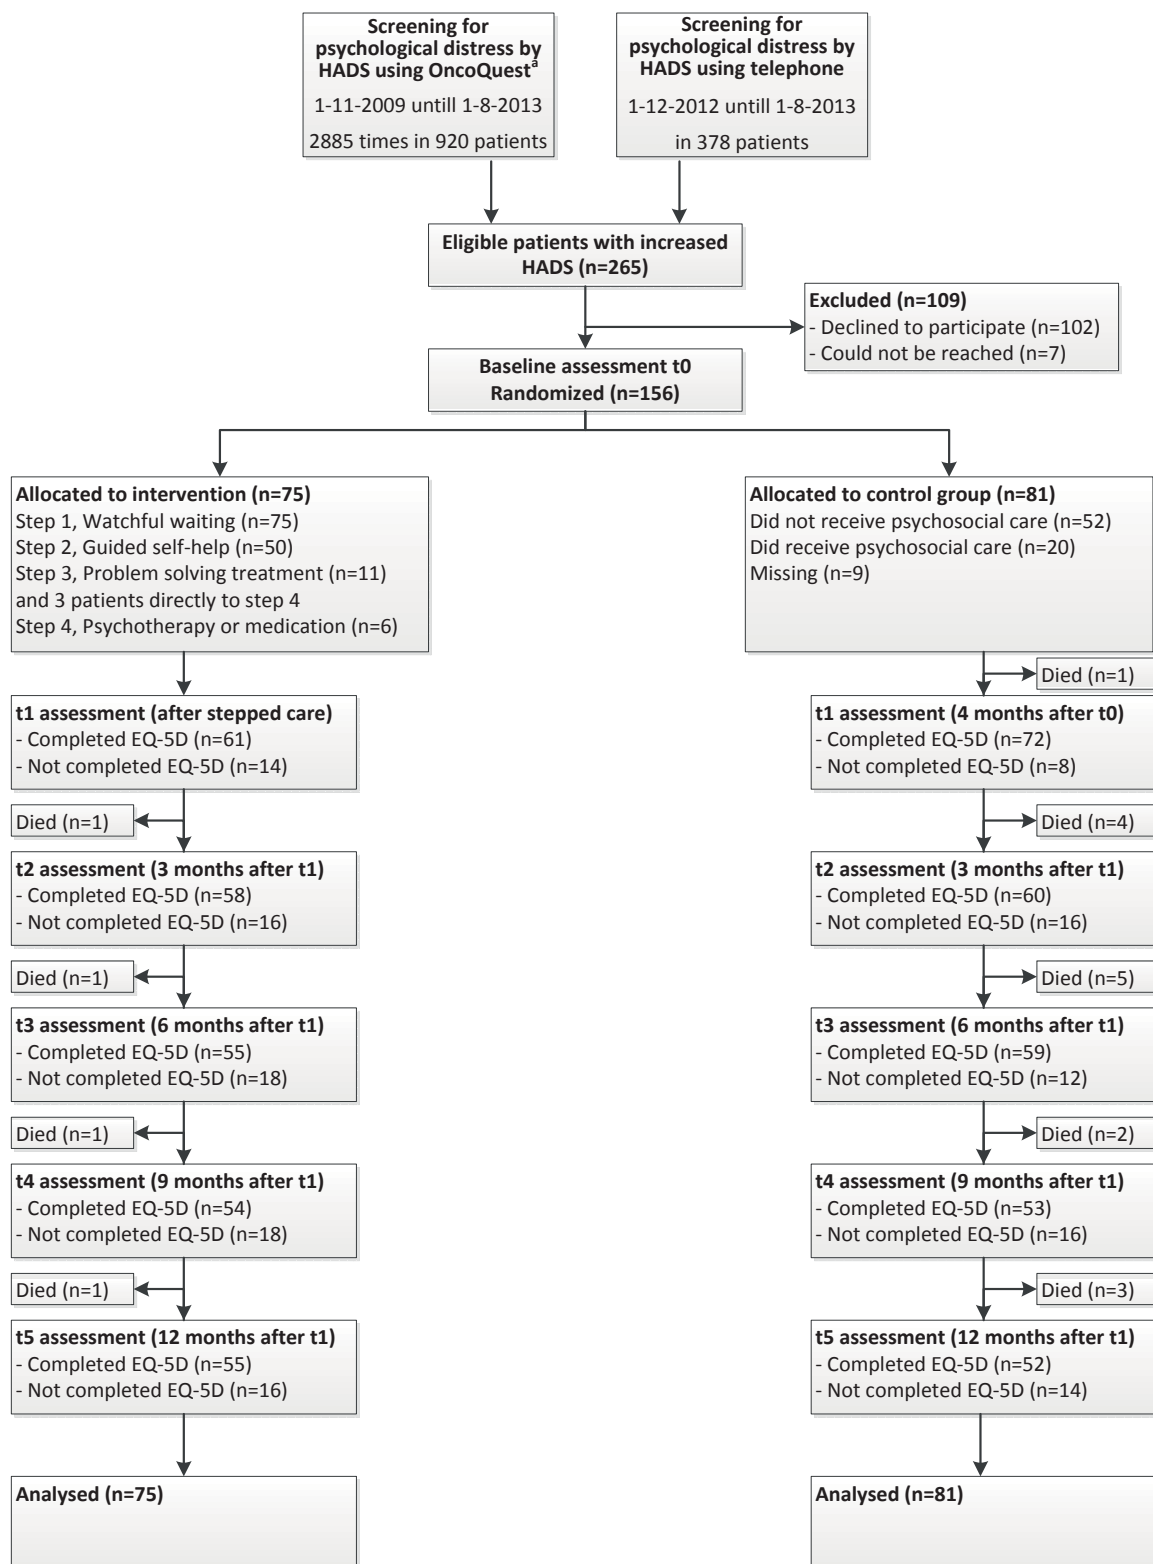 Screening for
psychological distress by
HADS using OncoQuestᵃ
1-11-2009 untill 1-8-2013
2885 times in 920 patients
Screening for
psychological distress by
HADS using telephone
1-12-2012 untill 1-8-2013
in 378 patients
Eligible patients with increased
HADS (n=265)
Excluded (n=109)
- Declined to participate (n=102)
- Could not be reached (n=7)
Baseline assessment t0
Randomized (n=156)
Allocated to intervention (n=75)
Step 1, Watchful waiting (n=75)
Step 2, Guided self-help (n=50)
Step 3, Problem solving treatment (n=11)
and 3 patients directly to step 4
Step 4, Psychotherapy or medication (n=6)
Allocated to control group (n=81)
Did not receive psychosocial care (n=52)
Did receive psychosocial care (n=20)
Missing (n=9)
Died (n=1)
t1 assessment (after stepped care)
- Completed EQ-5D (n=61)
- Not completed EQ-5D (n=14)
t1 assessment (4 months after t0)
- Completed EQ-5D (n=72)
- Not completed EQ-5D (n=8)
Died (n=1)
Died (n=4)
t2 assessment (3 months after t1)
- Completed EQ-5D (n=58)
- Not completed EQ-5D (n=16)
t2 assessment (3 months after t1)
- Completed EQ-5D (n=60)
- Not completed EQ-5D (n=16)
Died (n=1)
Died (n=5)
t3 assessment (6 months after t1)
- Completed EQ-5D (n=55)
- Not completed EQ-5D (n=18)
t3 assessment (6 months after t1)
- Completed EQ-5D (n=59)
- Not completed EQ-5D (n=12)
Died (n=1)
Died (n=2)
t4 assessment (9 months after t1)
- Completed EQ-5D (n=54)
- Not completed EQ-5D (n=18)
t4 assessment (9 months after t1)
- Completed EQ-5D (n=53)
- Not completed EQ-5D (n=16)
Died (n=1)
Died (n=3)
t5 assessment (12 months after t1)
- Completed EQ-5D (n=55)
- Not completed EQ-5D (n=16)
t5 assessment (12 months after t1)
- Completed EQ-5D (n=52)
- Not completed EQ-5D (n=14)
Analysed (n=75)
Analysed (n=81)